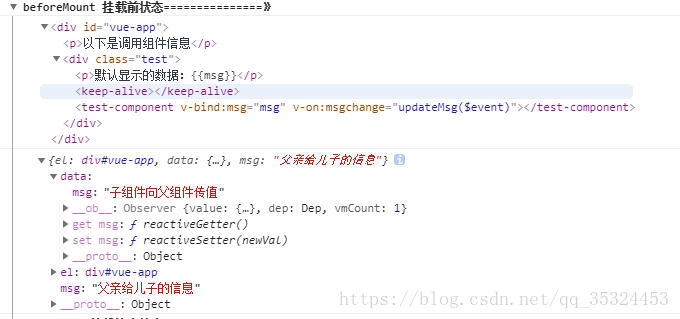 ▼ beforeMount 挂载前状态===============》
▼<div id="vue-app">
<p>以下是调用组件信息</p>
▼<div class="test">
<p>默认显示的数据: {{msg}}</p>
<keep-alive></keep-alive>
<test-component v-bind:msg="msg" v-on:msgchange="updateMsg($event)"></test-component>
</div>
</div>
▼{el: div#vue-app, data: {…}, msg: "父亲给儿子的信息"} i
▼ data:
msg: "子组件向父组件传值"
▶ __ob__: Observer {value: {…}, dep: Dep, vmCount: 1}
▶ get msg: ƒ reactiveGetter()
▶ set msg: ƒ reactiveSetter(newVal)
▶ __proto__: Object
▶ el: div#vue-app
msg: "父亲给儿子的信息"
▶ __proto__: Object
https://blog.csdn.net/qq_35324453